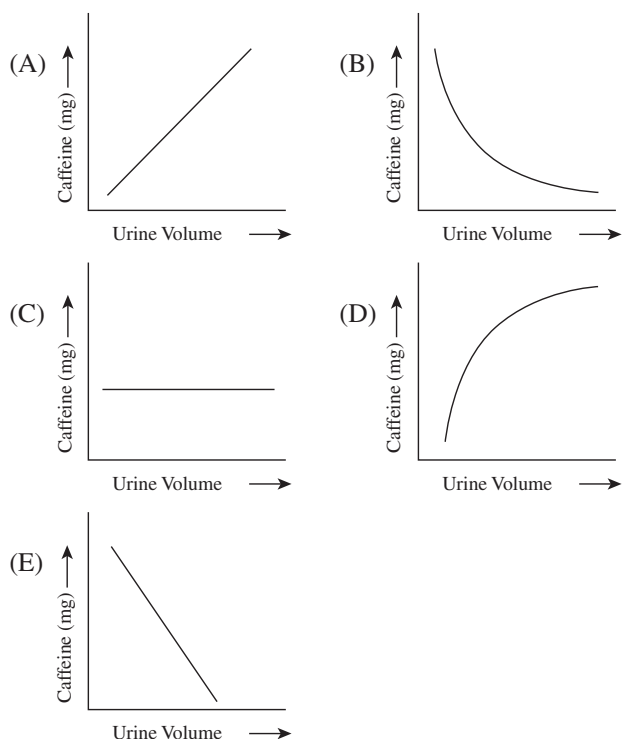 (A)
Caffeine (mg)
Urine Volume
(B)
Caffeine (mg)
Urine Volume
(C)
Caffeine (mg)
Urine Volume
(D)
Caffeine (mg)
Urine Volume
(E)
Caffeine (mg)
Urine Volume